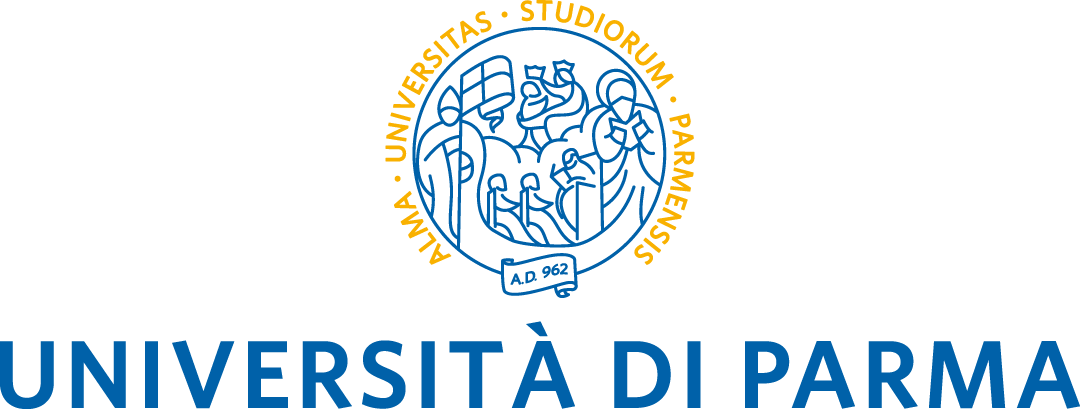 ALMA · UNIVERSITAS · STUDIORUM · PARMENSIS
A.D. 962
UNIVERSITÀ DI PARMA